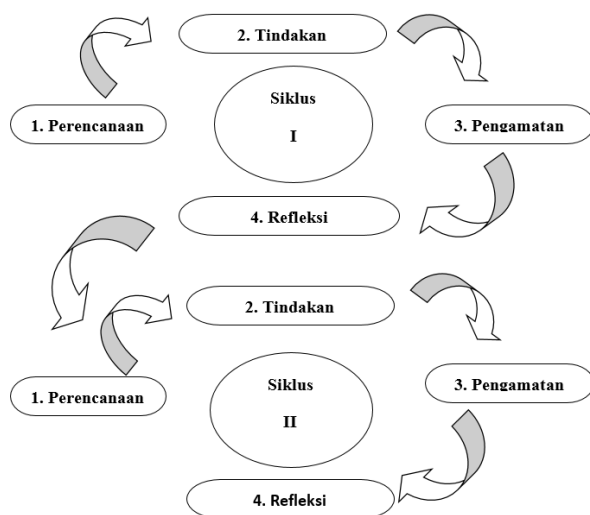 2. Tindakan
Siklus
I
1. Perencanaan
3. Pengamatan
4. Refleksi
2. Tindakan
Siklus
II
1. Perencanaan
3. Pengamatan
4. Refleksi